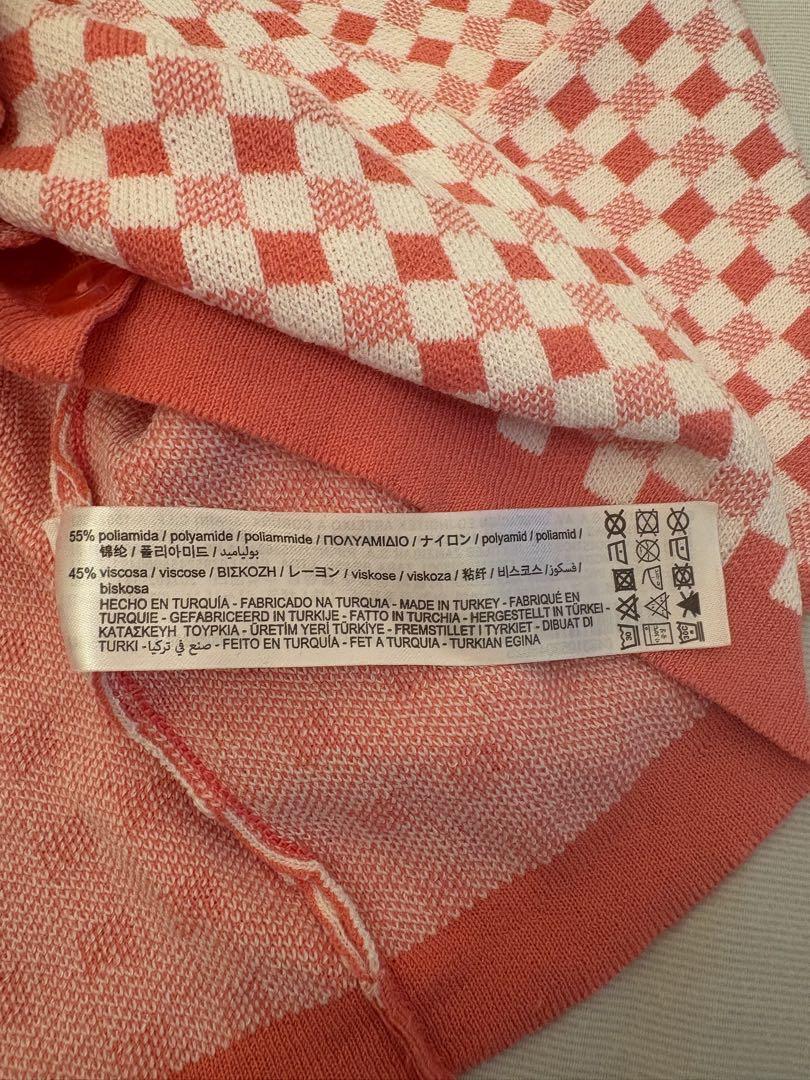 55% poliamida / polyamide / poliammide / ΠΟΛΥΑΜΙΔΙΟ / ナイロン / polyamid / poliamid /
锦纶 / 폴리아미드 / بولياميد
45% viscosa / viscose / ΒΙΣΚΟΖΗ / レーヨン / viskose / viskoza / 粘纤 / 비스코스 / فسكوز/
biskosa
HECHO EN TURQUÍA - FABRICADO NA TURQUIA - MADE IN TURKEY - FABRIQUÉ EN
TURQUIE - GEFABRICEERD IN TURKIJE - FATTO IN TURCHIA - HERGESTELLT IN TÜRKEI -
ΚΑΤΑΣΚΕΥΗ ΤΟΥΡΚΙΑ - ÜRETİM YERİ TÜRKİYE - FREMSTILLET I TYRKIET - DIBUAT DI
TURKI - صنع في تركيا - FEITO EN TURQUÍA - FET A TURQUIA - TURKIAN EGINA